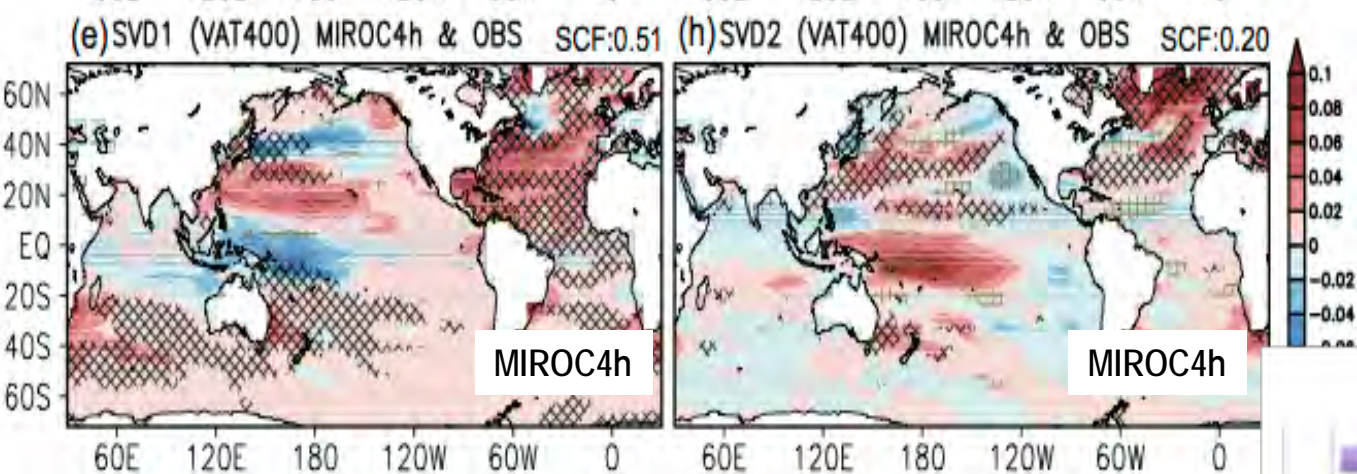 (e) SVD1 (VAT400) MIROC4h & OBS SCF:0.51
(h) SVD2 (VAT400) MIROC4h & OBS SCF:0.20
60N
40N
20N
EQ
20S
40S
60S
MIROC4h
MIROC4h
0.1
0.08
0.06
0.04
0.02
0
-0.02
-0.04
60E 120E 180 120W 60W 0
60E 120E 180 120W 60W 0